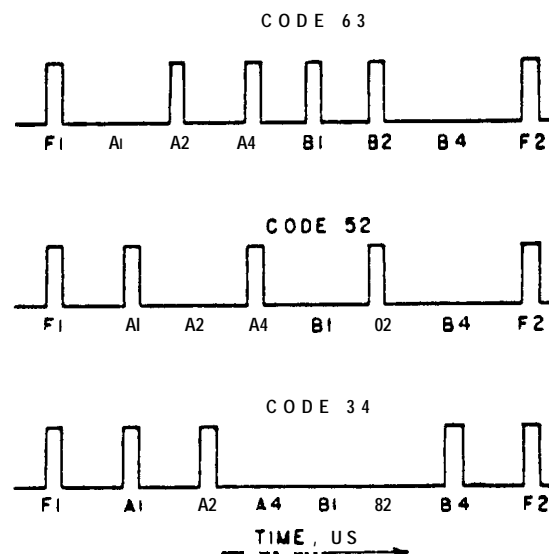 CODE 63
F1 A1 A2 A4 B1 B2 B4 F2
CODE 52
F1 A1 A2 A4 B1 02 B4 F2
CODE 34
F1 A1 A2 A4 B1 82 B4 F2
TIME, US